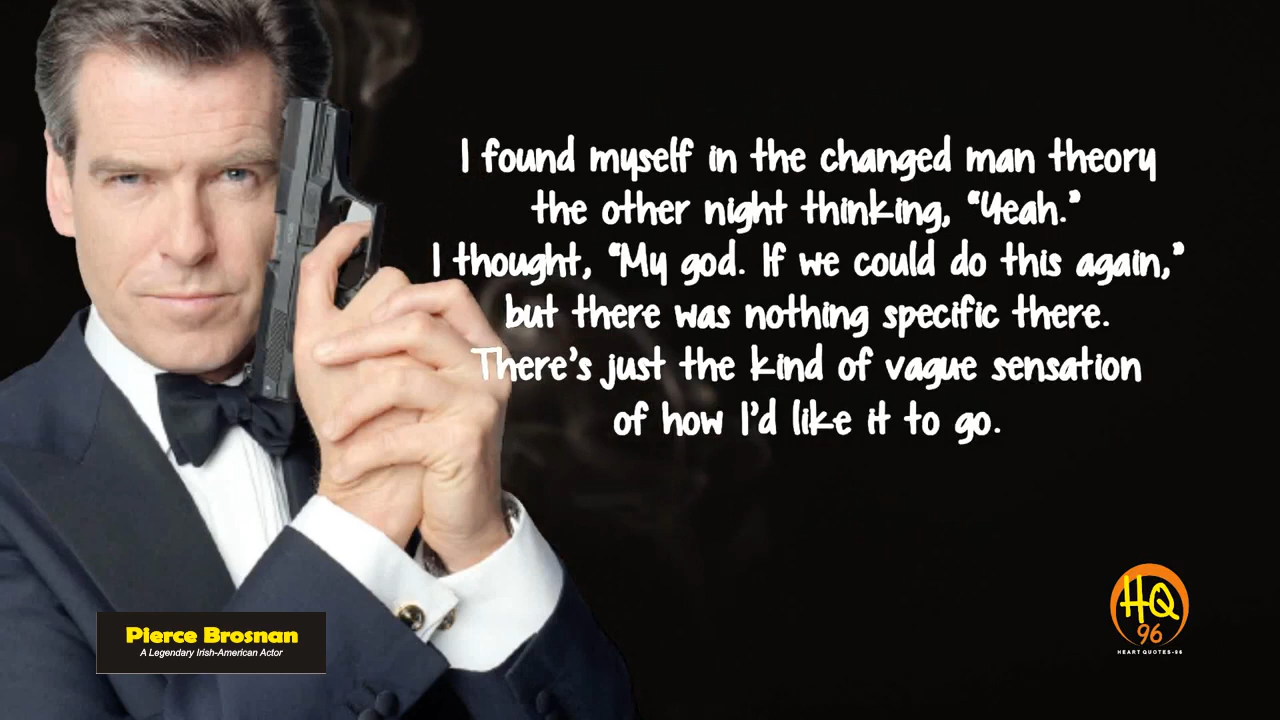 I found myself in the changed man theory
the other night thinking, “Yeah.”
I thought, “My god. If we could do this again,”
but there was nothing specific there.
There’s just the kind of vague sensation
of how I’d like it to go.
Pierce Brosnan
A Legendary Irish-American Actor
HQ
96
HEART QUOTES-96